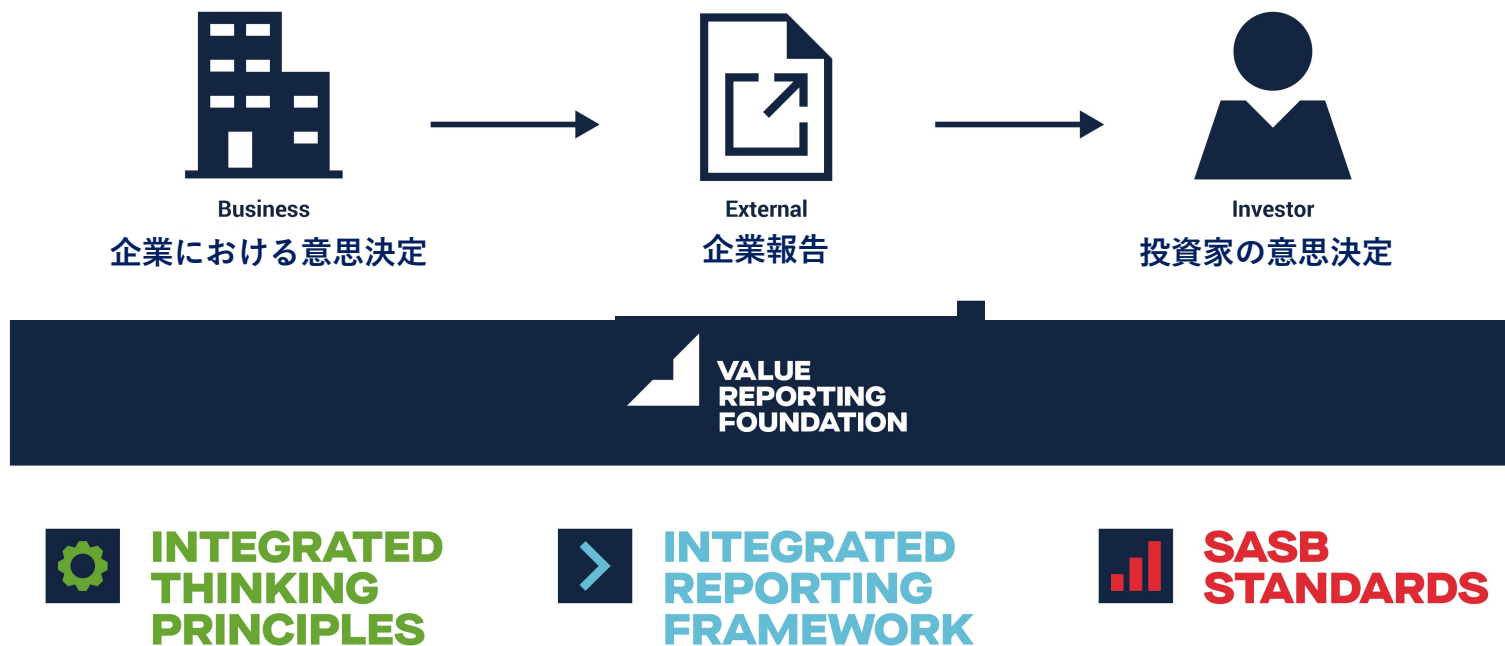 Business
企業における意思決定
External
企業報告
Investor
投資家の意思決定
VALUE
REPORTING
FOUNDATION
INTEGRATED
THINKING
PRINCIPLES
INTEGRATED
REPORTING
FRAMEWORK
SASB
STANDARDS